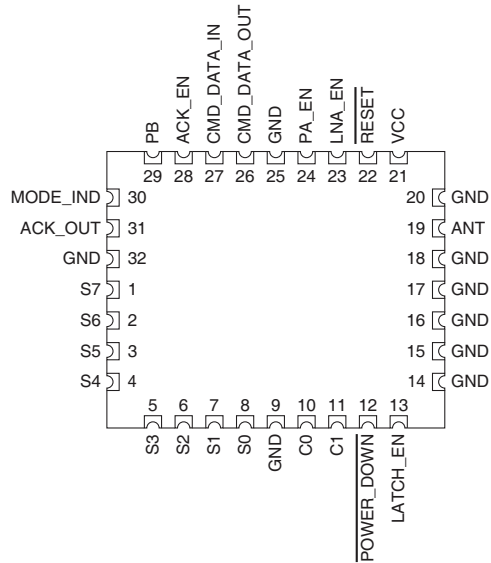 PB
ACK_EN
CMD_DATA_IN
CMD_DATA_OUT
GND
PA_EN
LNA_EN
RESET
VCC
29 28 27 26 25 24 23 22 21
MODE_IND 30
ACK_OUT 31
GND 32
S7 1
S6 2
S5 3
S4 4
20 GND
19 ANT
18 GND
17 GND
16 GND
15 GND
14 GND
5 6 7 8 9 10 11 12 13
S3
S2
S1
S0
GND
C0
C1
POWER_DOWN
LATCH_EN